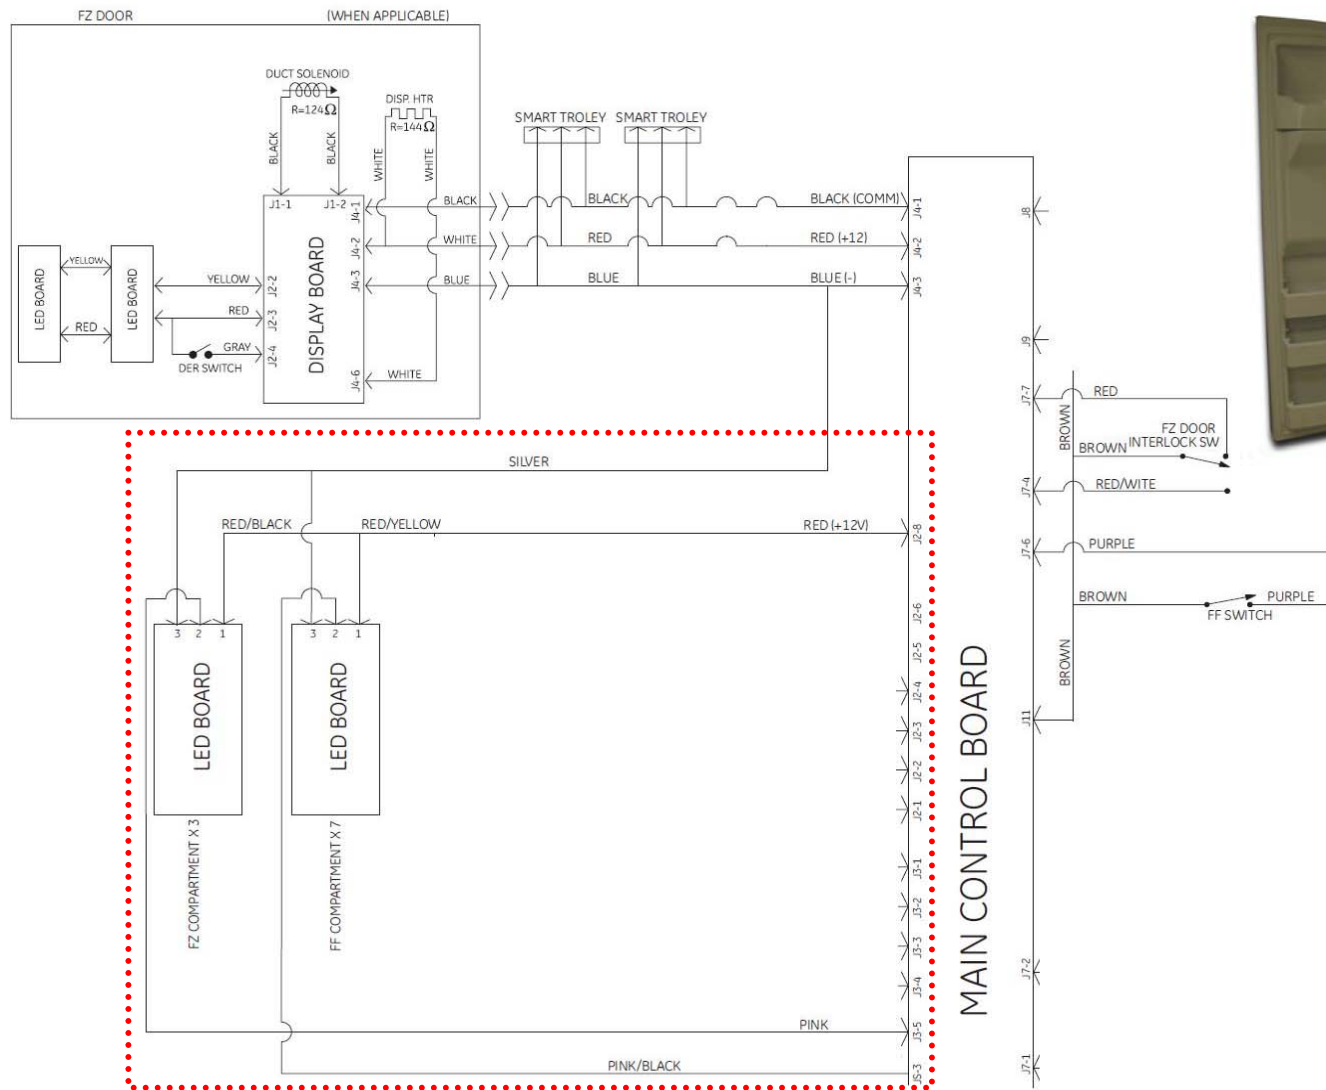 FZ DOOR
(WHEN APPLICABLE)
DUCT SOLENOID
R=124Ω
DISP. HTR
R=144Ω
BLACK
BLACK
WHITE
WHITE
SMART TROLEY
SMART TROLEY
J1-1
J1-2
J4-1
BLACK
BLACK
BLACK (COMM)
J4-1
J8
J4-2
WHITE
RED
RED (+12)
J4-2
J4-3
BLUE
BLUE
BLUE (-)
J4-3
YELLOW
LED BOARD
LED BOARD
YELLOW
J2-2
RED
RED
J2-3
GRAY
J2-4
DER SWITCH
DISPLAY BOARD
J4-6
WHITE
J9
J7-7
RED
BROWN
FZ DOOR
INTERLOCK SW
BROWN
J7-4
RED/WITE
SILVER
RED/BLACK
RED/YELLOW
RED (+12V)
J2-8
J7-6
PURPLE
BROWN
PURPLE
FF SWITCH
J2-6
J2-5
BROWN
3
2
1
3
2
1
LED BOARD
LED BOARD
J2-4
J2-3
J2-2
J2-1
J11
MAIN CONTROL BOARD
FZ COMPARTMENT X 3
FF COMPARTMENT X 7
J3-1
J3-2
J3-3
J3-4
J7-2
PINK
J3-5
PINK/BLACK
JS-3
J7-1